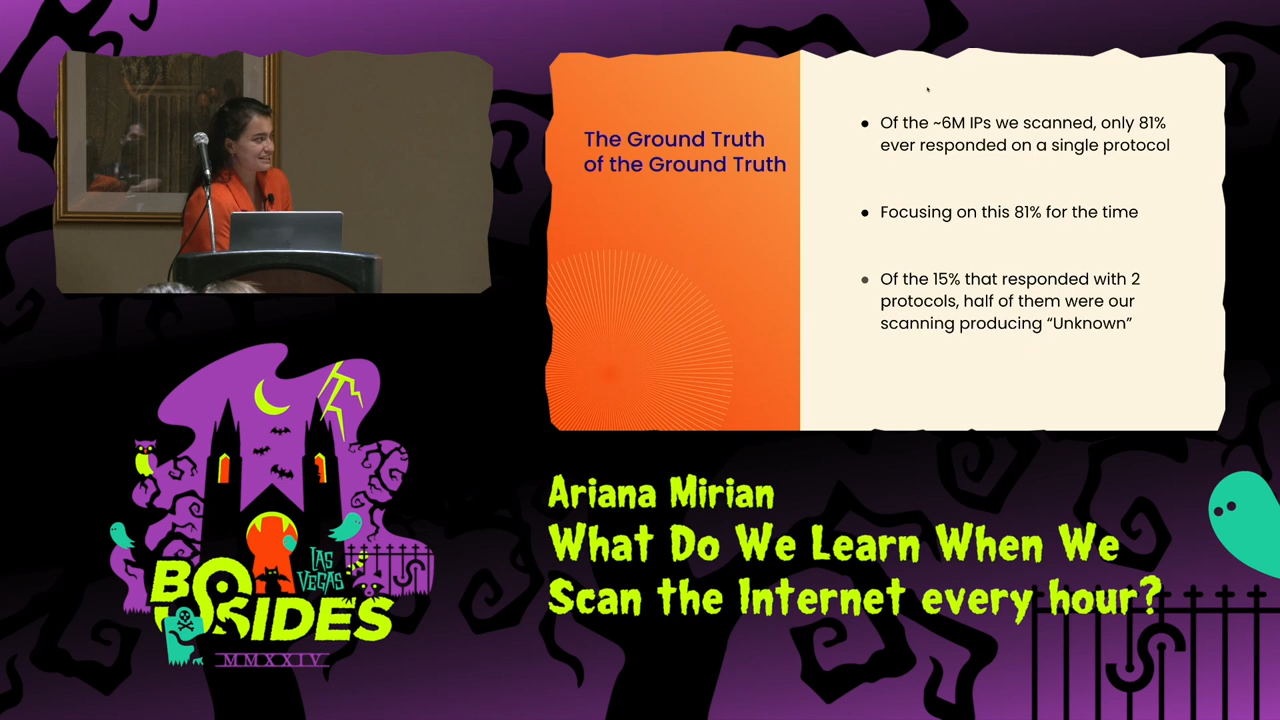 The Ground Truth
of the Ground Truth
● Of the ~6M IPs we scanned, only 81%
ever responded on a single protocol
● Focusing on this 81% for the time
● Of the 15% that responded with 2
protocols, half of them were our
scanning producing “Unknown”
LAS
VEGAS
BSIDES
MMXXIV
Ariana Mirian
What Do We Learn When We
Scan the Internet every hour?